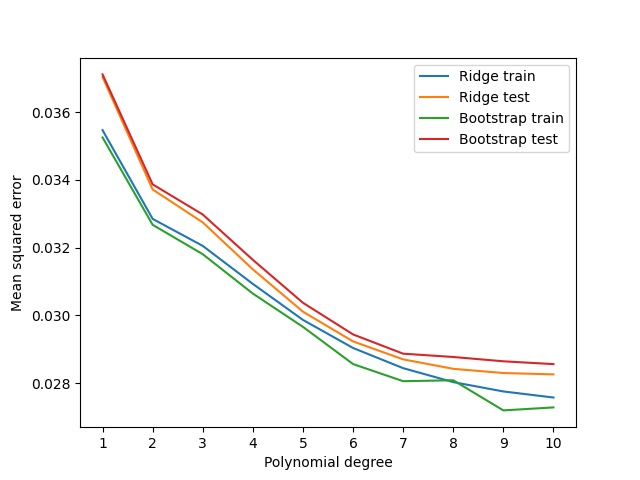 Ridge train
Ridge test
Bootstrap train
Bootstrap test
0.036
0.034
0.032
0.030
0.028
Mean squared error
1 2 3 4 5 6 7 8 9 10
Polynomial degree